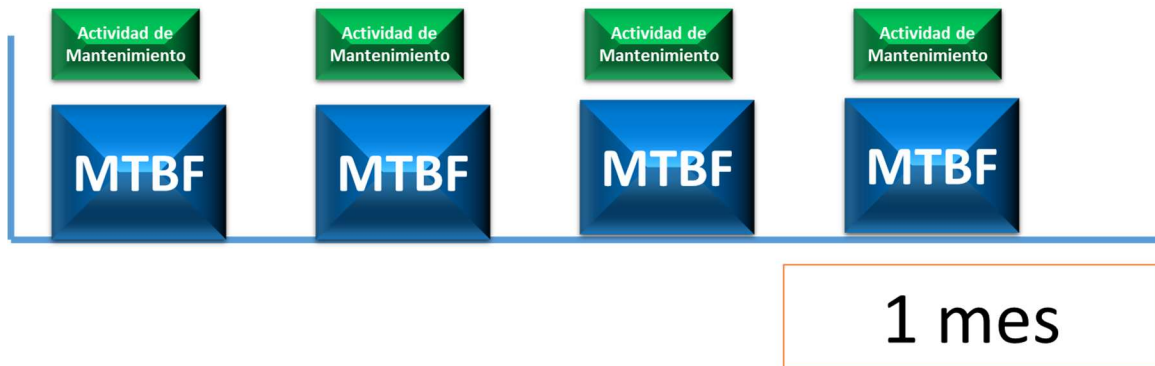 Actividad de
Mantenimiento
Actividad de
Mantenimiento
Actividad de
Mantenimiento
Actividad de
Mantenimiento
MTBF
MTBF
MTBF
MTBF
1 mes